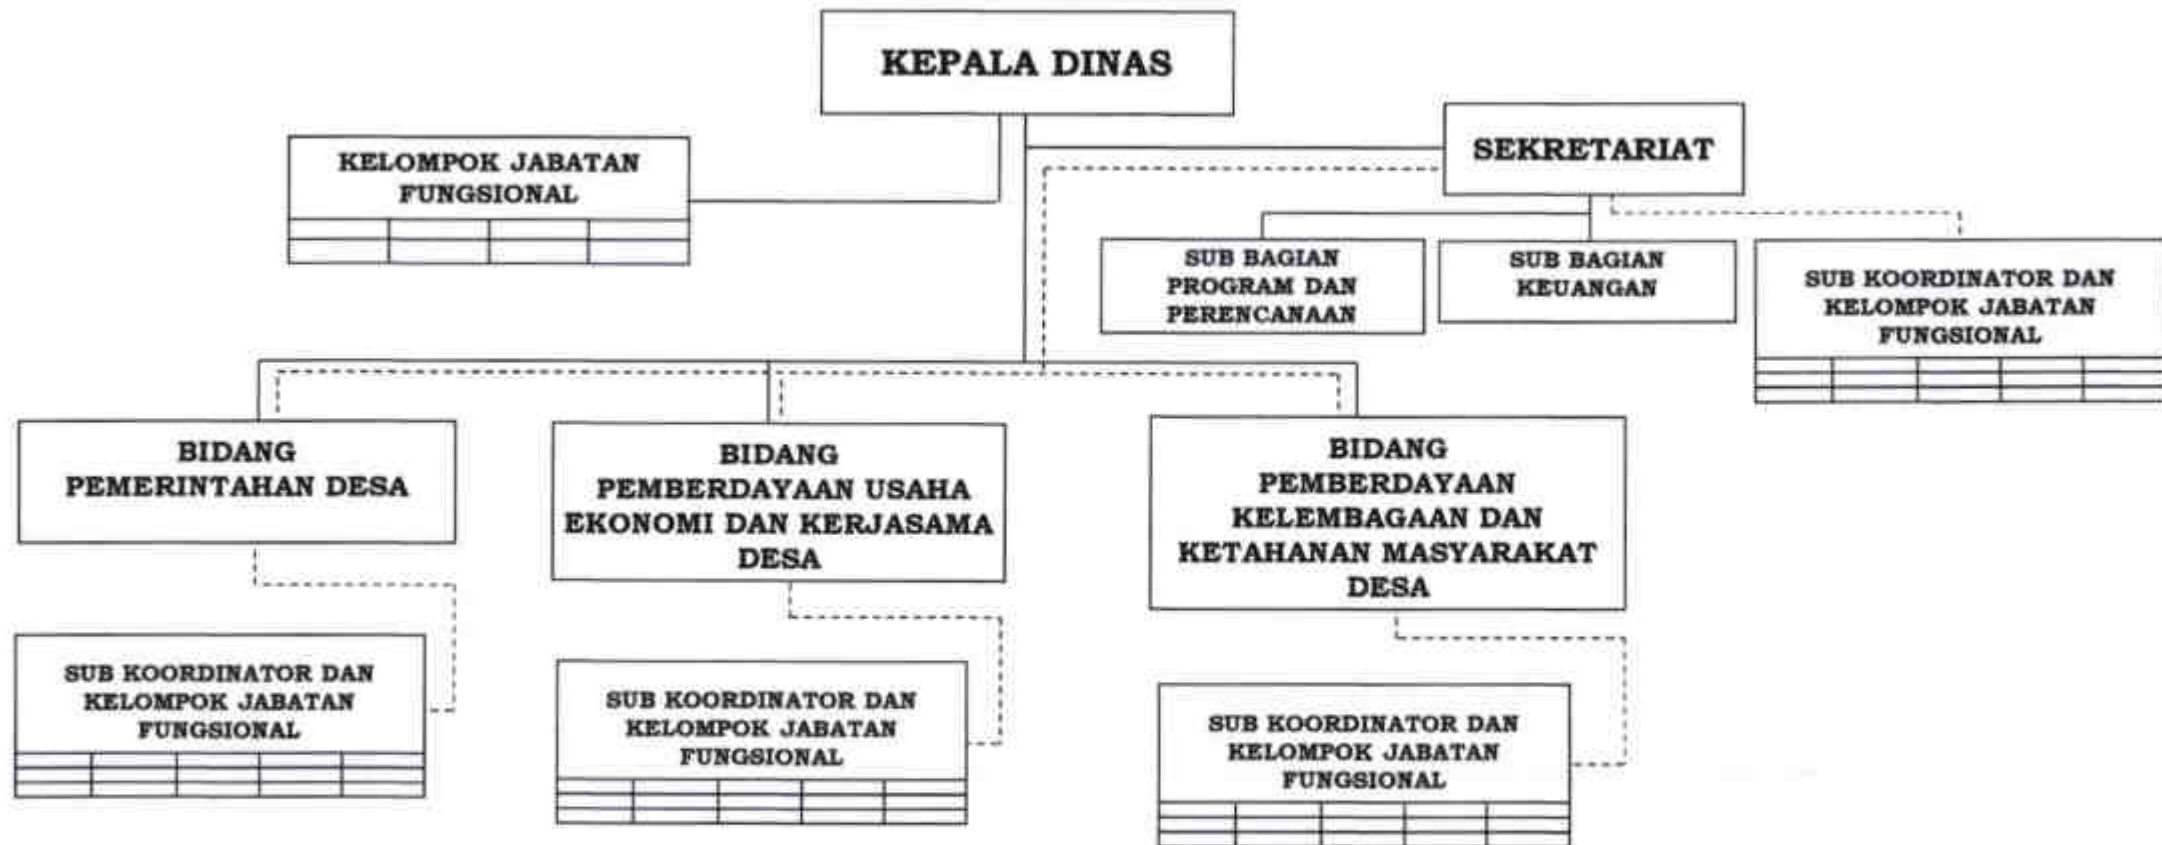 KEPALA DINAS
KELOMPOK JABATAN
FUNGSIONAL
SEKRETARIAT
SUB BAGIAN
PROGRAM DAN
PERENCANAAN
SUB BAGIAN
KEUANGAN
SUB KOORDINATOR DAN
KELOMPOK JABATAN
FUNGSIONAL
BIDANG
PEMERINTAHAN DESA
BIDANG
PEMBERDAYAAN USAHA
EKONOMI DAN KERJASAMA
DESA
BIDANG
PEMBERDAYAAN
KELEMBAGAAN DAN
KETAHANAN MASYARAKAT
DESA
SUB KOORDINATOR DAN
KELOMPOK JABATAN
FUNGSIONAL
SUB KOORDINATOR DAN
KELOMPOK JABATAN
FUNGSIONAL
SUB KOORDINATOR DAN
KELOMPOK JABATAN
FUNGSIONAL